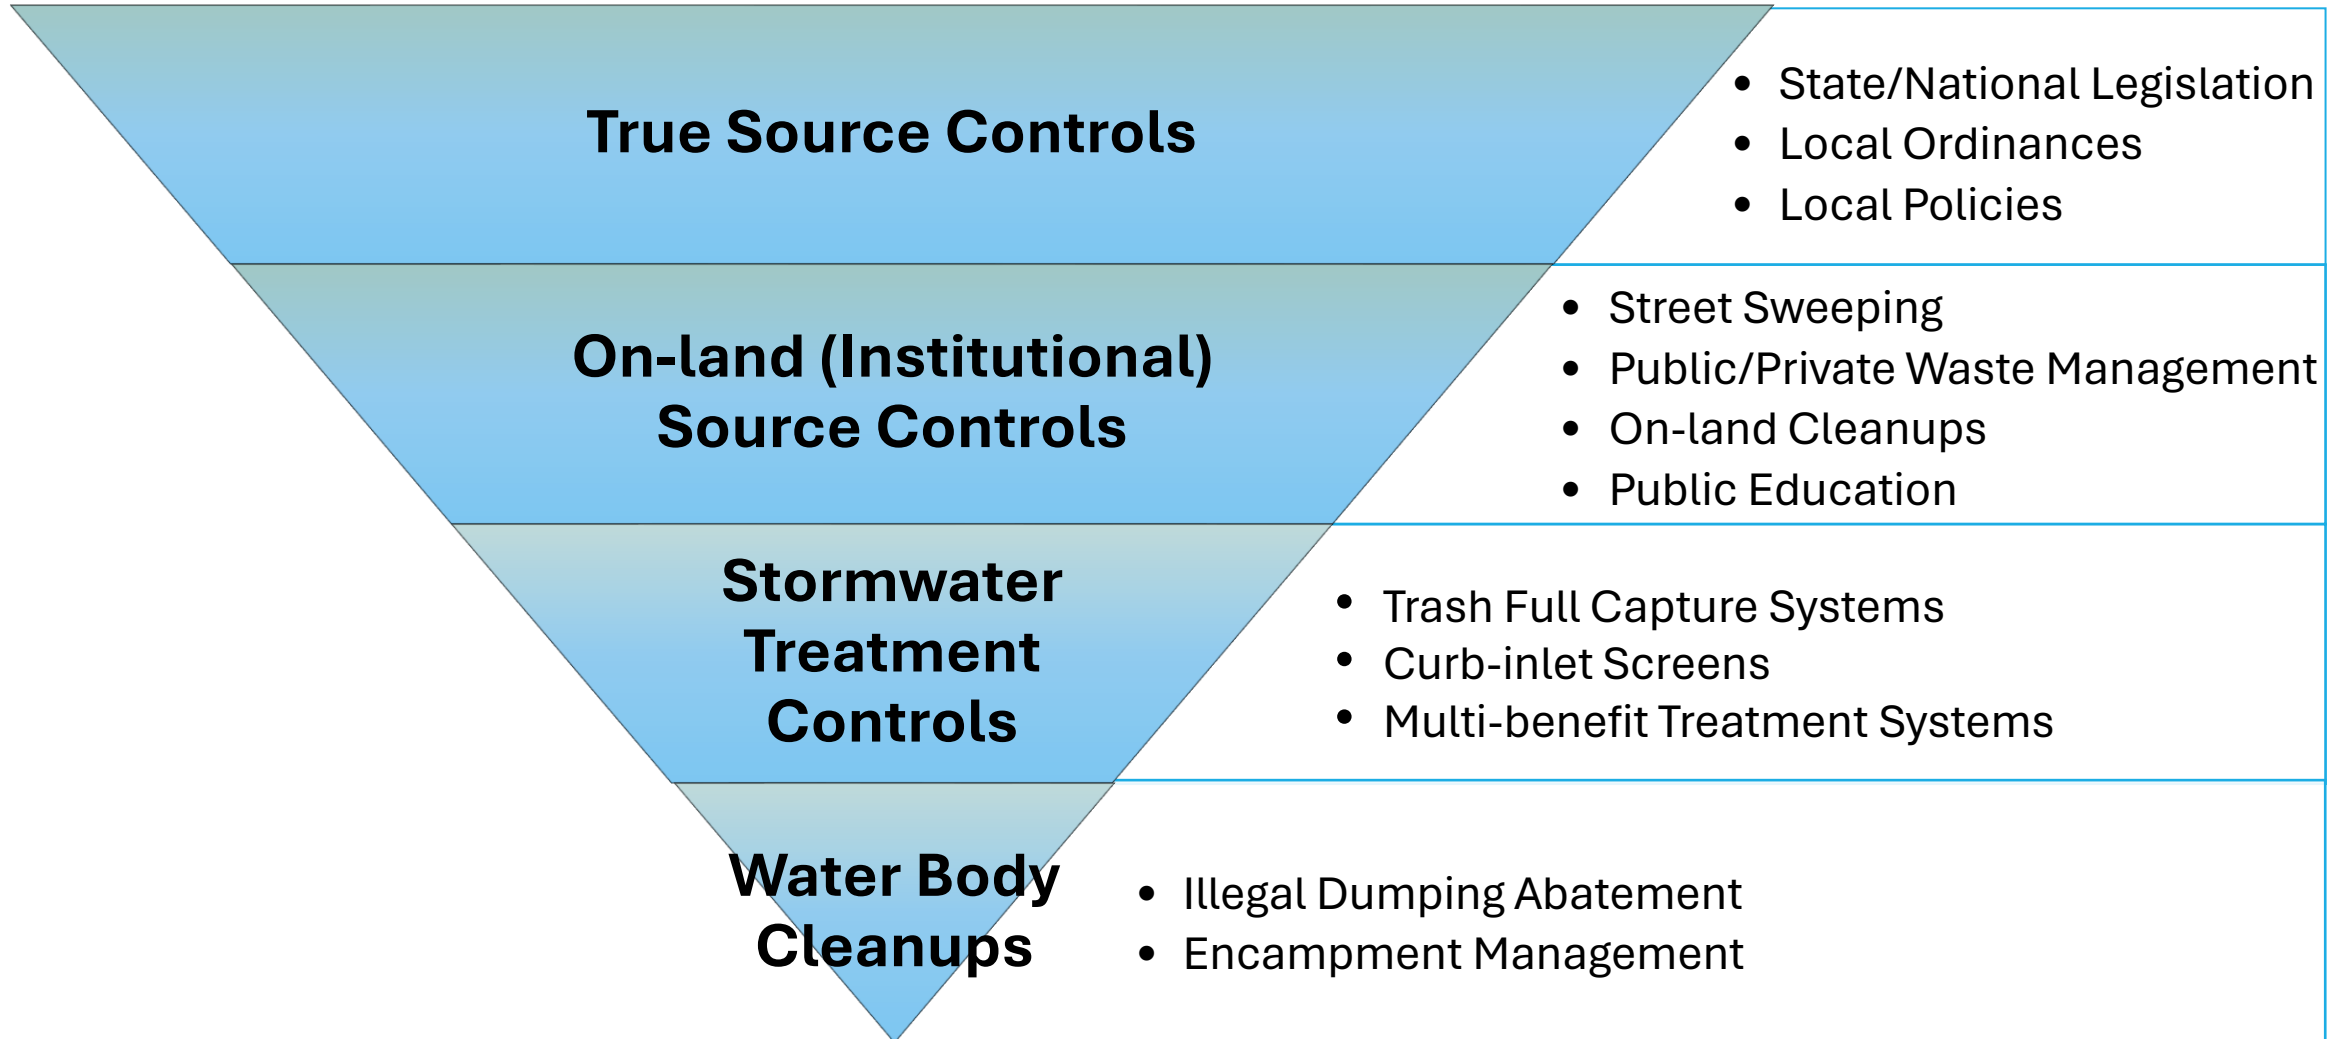 True Source Controls
• State/National Legislation
• Local Ordinances
• Local Policies
On-land (Institutional)
Source Controls
• Street Sweeping
• Public/Private Waste Management
• On-land Cleanups
• Public Education
Stormwater
Treatment
Controls
• Trash Full Capture Systems
• Curb-inlet Screens
• Multi-benefit Treatment Systems
Water Body
Cleanups
• Illegal Dumping Abatement
• Encampment Management